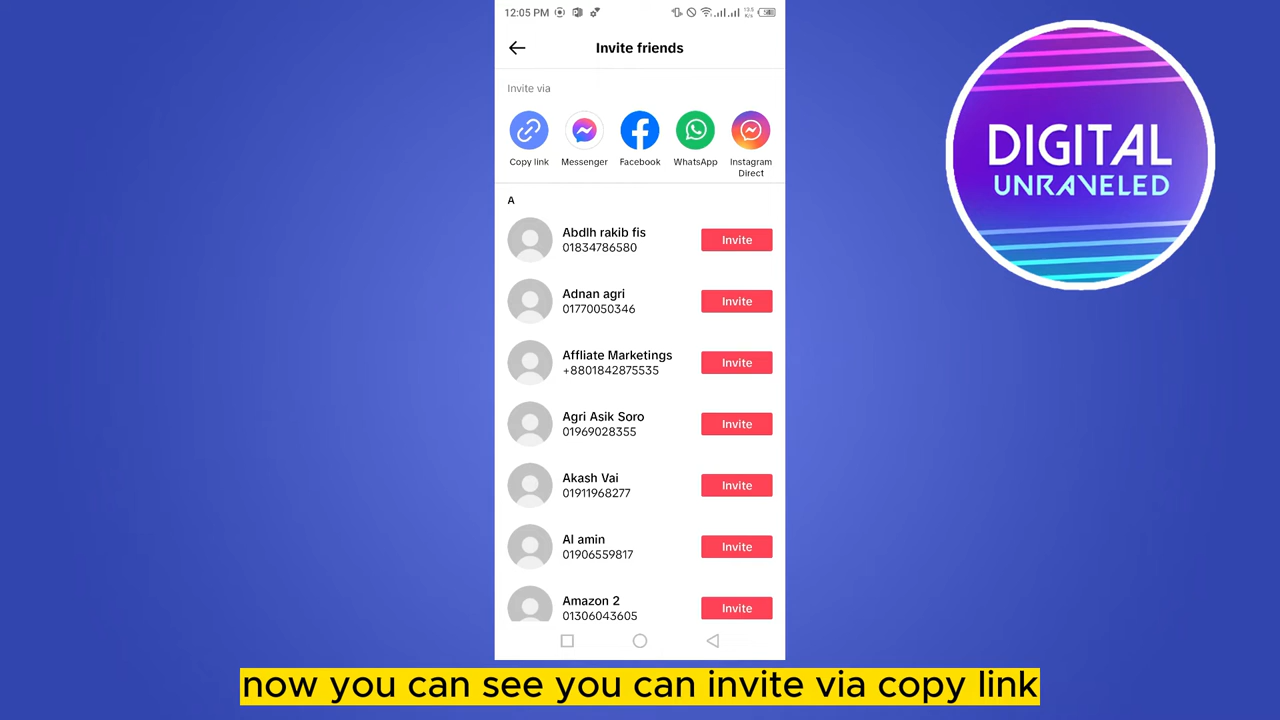 12:05 PM
13.5
K/s
Invite friends
Invite via
Copy link
Messenger
Facebook
WhatsApp
Instagram
Direct
A
Abdlh rakib fis
01834786580
Invite
Adnan agri
01770050346
Invite
Affliate Marketings
+8801842875535
Invite
Agri Asik Soro
01969028355
Invite
Akash Vai
01911968277
Invite
Al amin
01906559817
Invite
Amazon 2
01306043605
Invite
DIGITAL
UNRAVELED
now you can see you can invite via copy link